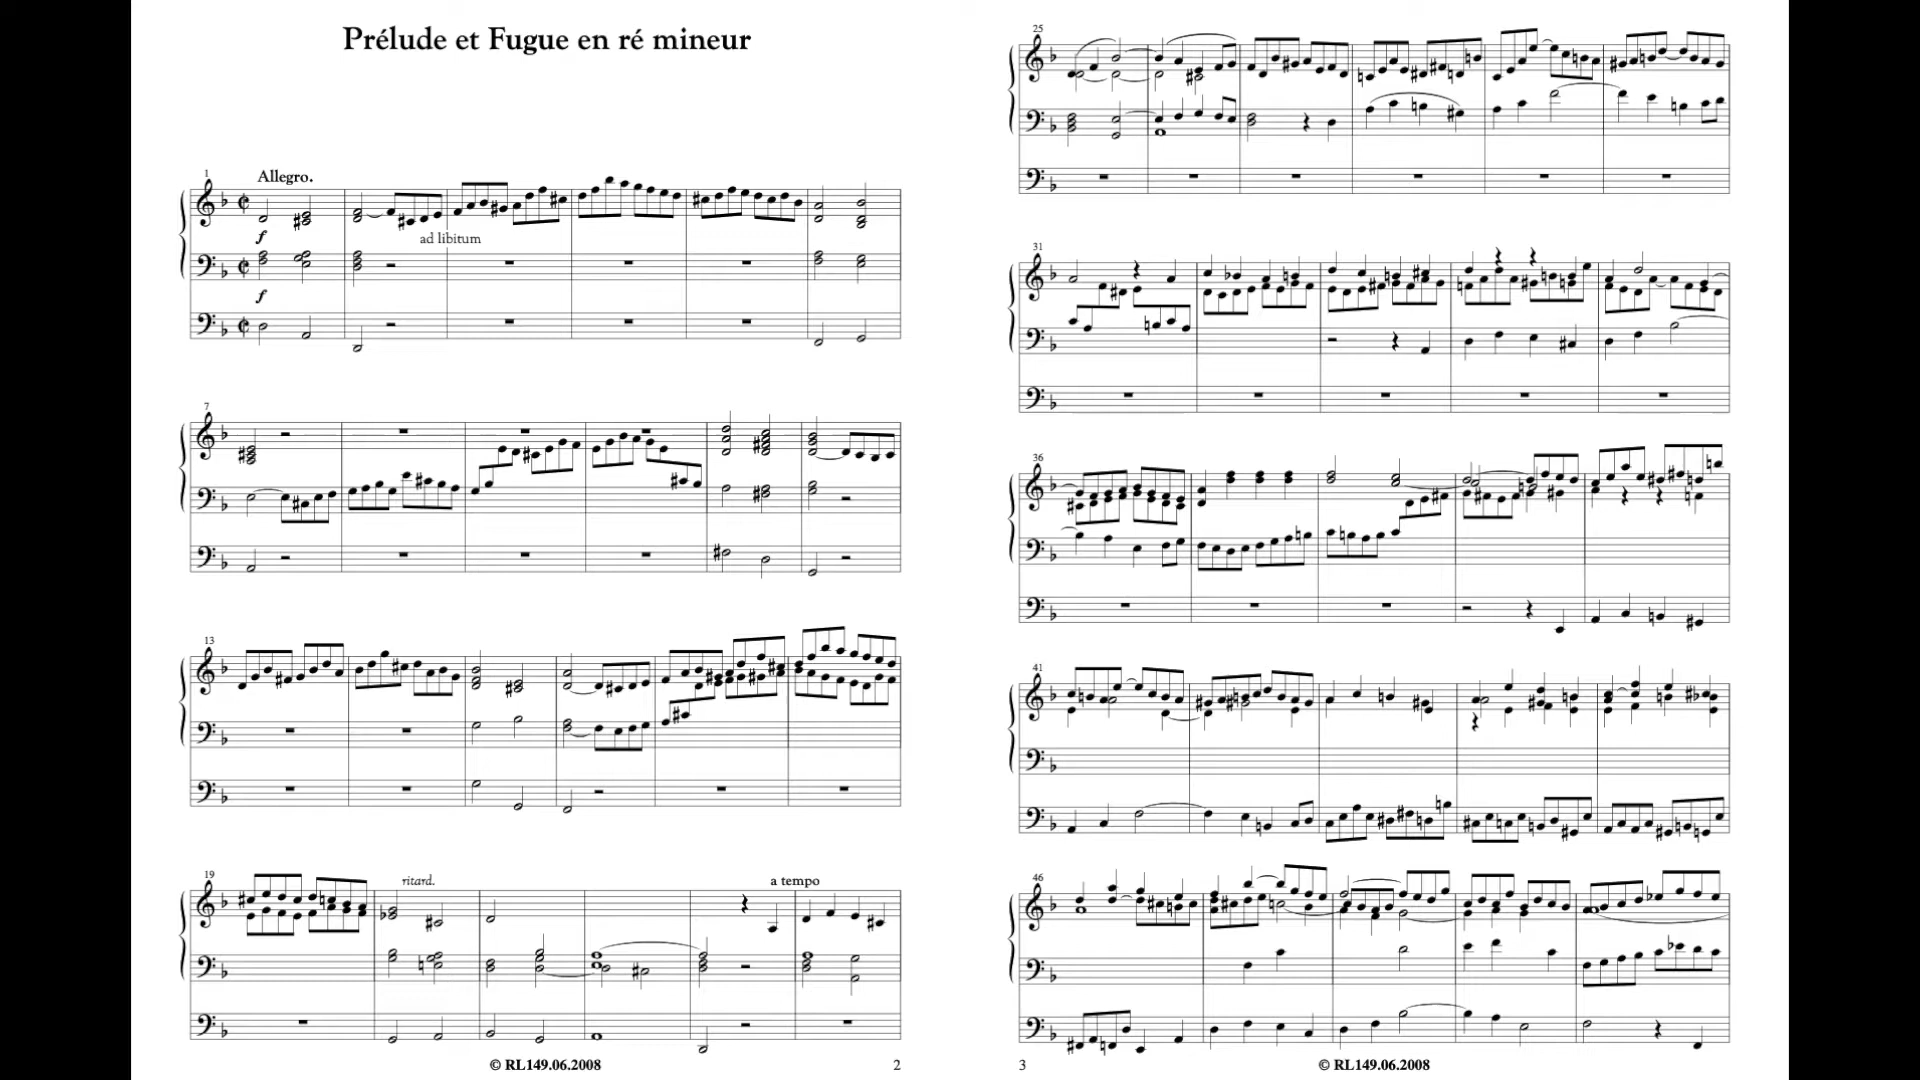 Prélude et Fugue en ré mineur
1
Allegro.
f
ad libitum
f
7
13
19
ritard.
a tempo
© RL149.06.2008
2
25
31
36
41
46
3
© RL149.06.2008